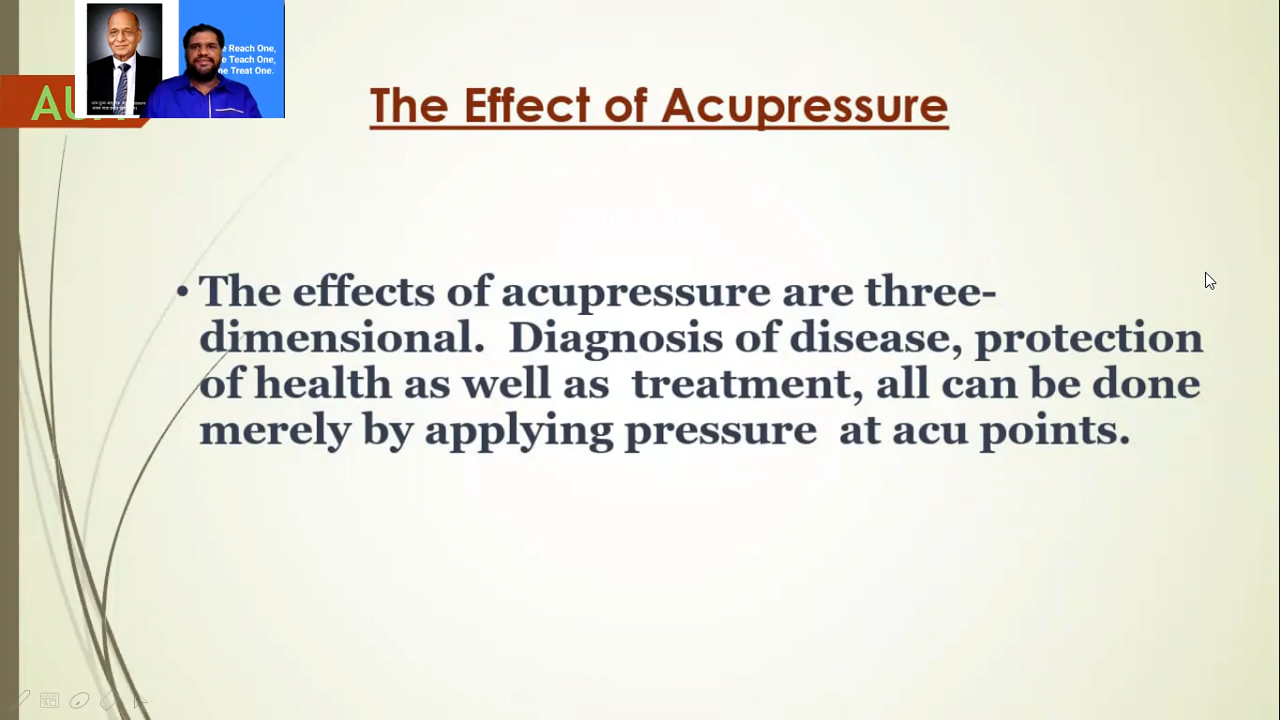 e Reach One,
e Teach One,
ne Treat One.
AU
The Effect of Acupressure
• The effects of acupressure are three-
dimensional. Diagnosis of disease, protection
of health as well as treatment, all can be done
merely by applying pressure at acu points.